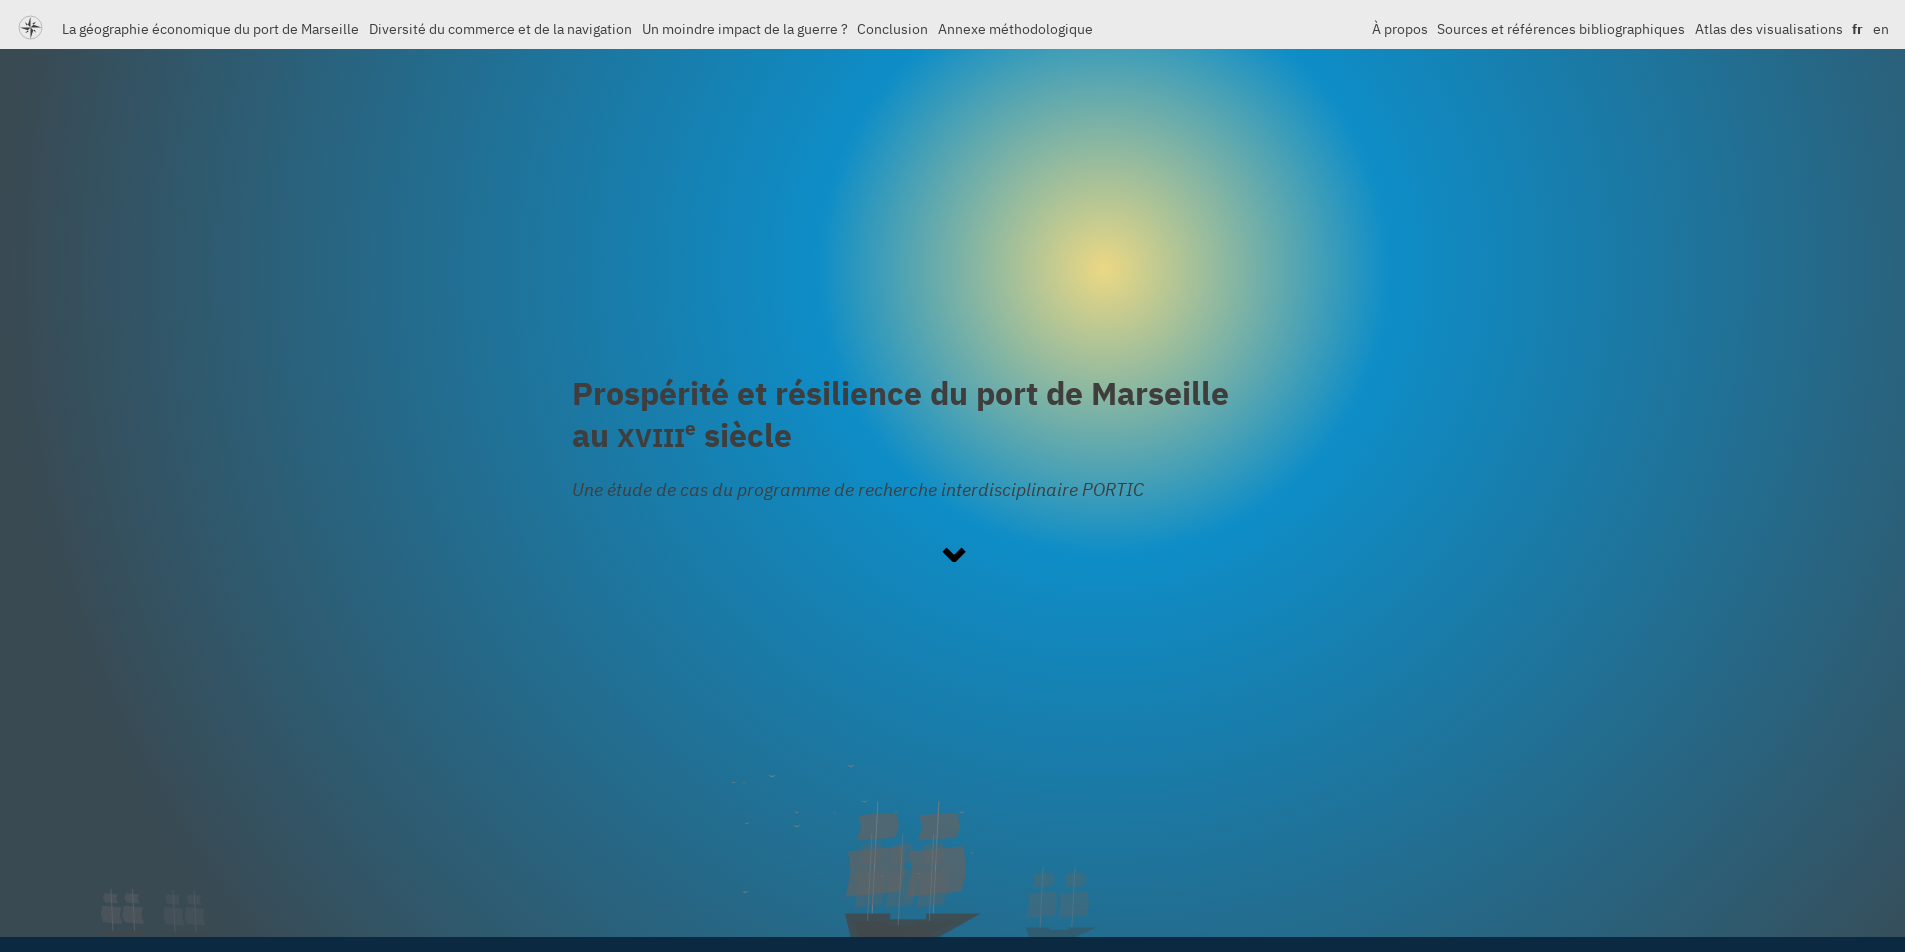 La géographie économique du port de Marseille Diversité du commerce et de la navigation Un moindre impact de la guerre ? Conclusion Annexe méthodologique À propos Sources et références bibliographiques Atlas des visualisations fr en
Prospérité et résilience du port de Marseille
au XVIIIe siècle
Une étude de cas du programme de recherche interdisciplinaire PORTIC